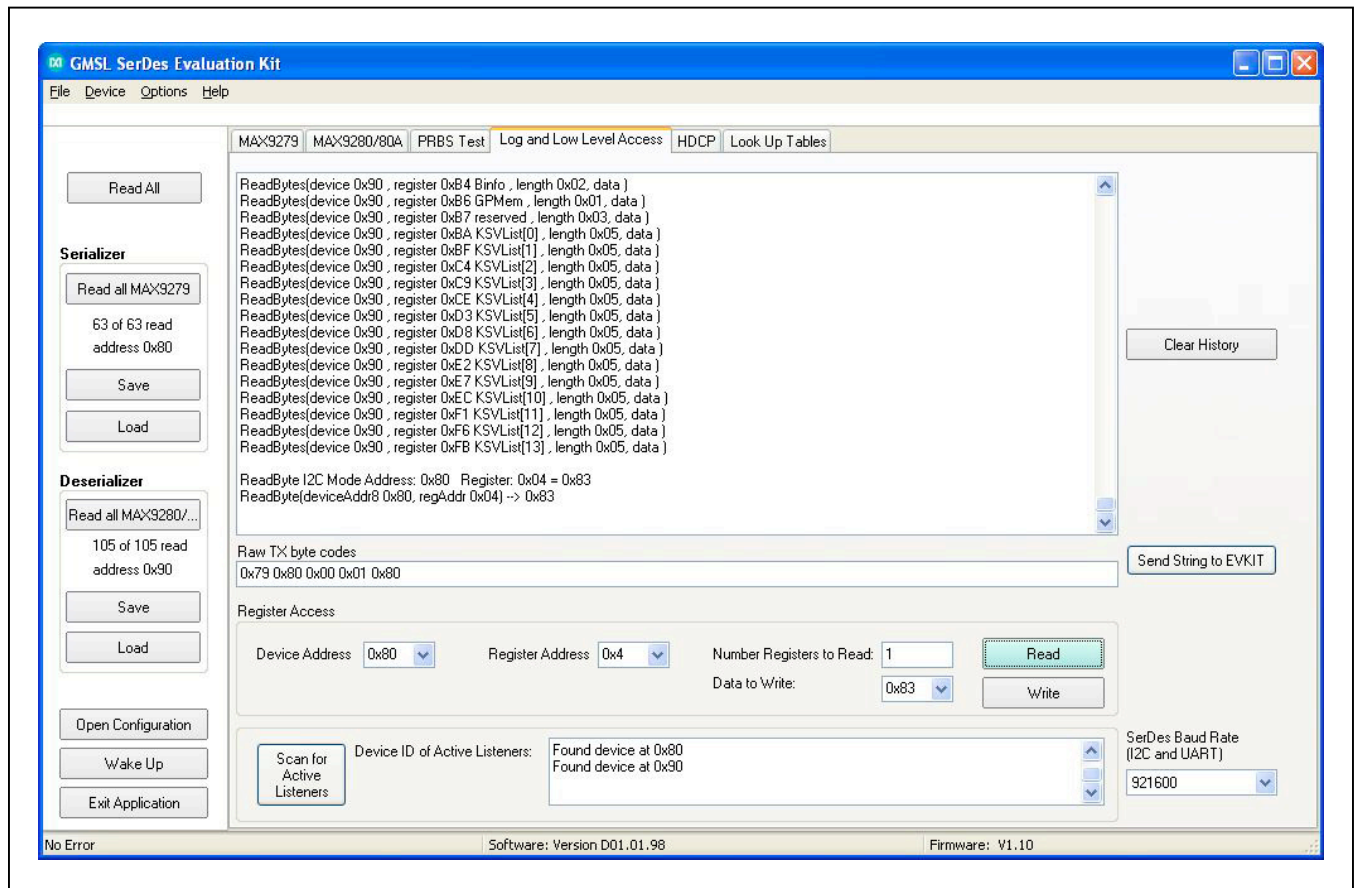 GMSL SerDes Evaluation Kit
File Device Options Help
MAX9279 MAX9280/80A PRBS Test Log and Low Level Access HDCP Look Up Tables
Read All
Serializer
Read all MAX9279
63 of 63 read
address 0x80
Save
Load
Deserializer
Read all MAX9280/...
105 of 105 read
address 0x90
Save
Load
Open Configuration
Wake Up
Exit Application
ReadBytes(device 0x90 , register 0xB4 Binfo , length 0x02, data )
ReadBytes(device 0x90 , register 0xB6 GPMem , length 0x01, data )
ReadBytes(device 0x90 , register 0xB7 reserved , length 0x03, data )
ReadBytes(device 0x90 , register 0xBA KSVList[0] , length 0x05, data )
ReadBytes(device 0x90 , register 0xBF KSVList[1] , length 0x05, data )
ReadBytes(device 0x90 , register 0xC4 KSVList[2] , length 0x05, data )
ReadBytes(device 0x90 , register 0xC9 KSVList[3] , length 0x05, data )
ReadBytes(device 0x90 , register 0xCE KSVList[4] , length 0x05, data )
ReadBytes(device 0x90 , register 0xD3 KSVList[5] , length 0x05, data )
ReadBytes(device 0x90 , register 0xD8 KSVList[6] , length 0x05, data )
ReadBytes(device 0x90 , register 0xDD KSVList[7] , length 0x05, data )
ReadBytes(device 0x90 , register 0xE2 KSVList[8] , length 0x05, data )
ReadBytes(device 0x90 , register 0xE7 KSVList[9] , length 0x05, data )
ReadBytes(device 0x90 , register 0xEC KSVList[10] , length 0x05, data )
ReadBytes(device 0x90 , register 0xF1 KSVList[11] , length 0x05, data )
ReadBytes(device 0x90 , register 0xF6 KSVList[12] , length 0x05, data )
ReadBytes(device 0x90 , register 0xFB KSVList[13] , length 0x05, data )
ReadByte I2C Mode Address: 0x80 Register: 0x04 = 0x83
ReadByte(deviceAddr8 0x80, regAddr 0x04) --> 0x83
Clear History
Raw TX byte codes
0x79 0x80 0x00 0x01 0x80
Send String to EVKIT
Register Access
Device Address 0x80 Register Address 0x4 Number Registers to Read: 1 Read
Data to Write: 0x83 Write
Scan for
Active
Listeners
Device ID of Active Listeners:
Found device at 0x80
Found device at 0x90
SerDes Baud Rate
(I2C and UART)
921600
No Error Software: Version D01.01.98 Firmware: V1.10